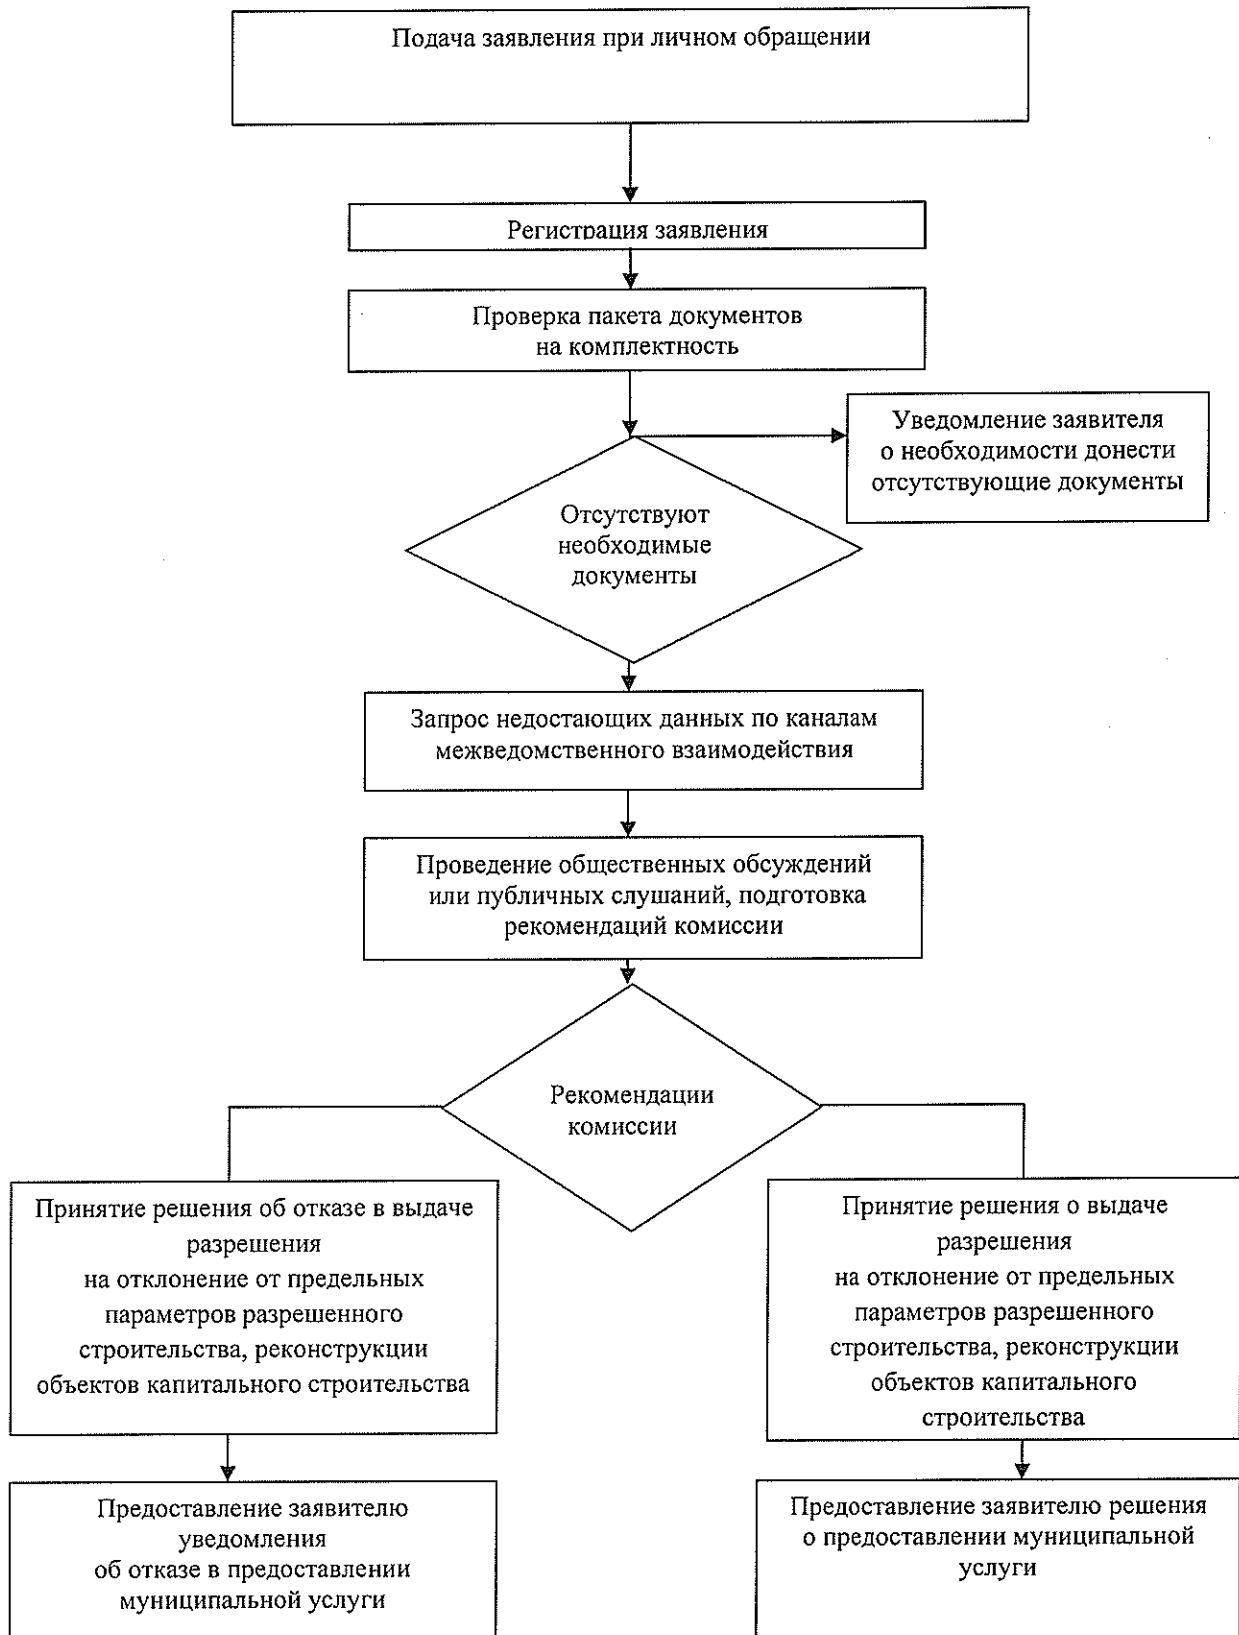 Подача заявления при личном обращении
Регистрация заявления
Проверка пакета документов
на комплектность
Уведомление заявителя
о необходимости донести
отсутствующие документы
Отсутствуют
необходимые
документы
Запрос недостающих данных по каналам
межведомственного взаимодействия
Проведение общественных обсуждений
или публичных слушаний, подготовка
рекомендаций комиссии
Рекомендации
комиссии
Принятие решения об отказе в выдаче
разрешения
на отклонение от предельных
параметров разрешенного
строительства, реконструкции
объектов капитального строительства
Принятие решения о выдаче
разрешения
на отклонение от предельных
параметров разрешенного
строительства, реконструкции
объектов капитального
строительства
Предоставление заявителю
уведомления
об отказе в предоставлении
муниципальной услуги
Предоставление заявителю решения
о предоставлении муниципальной
услуги